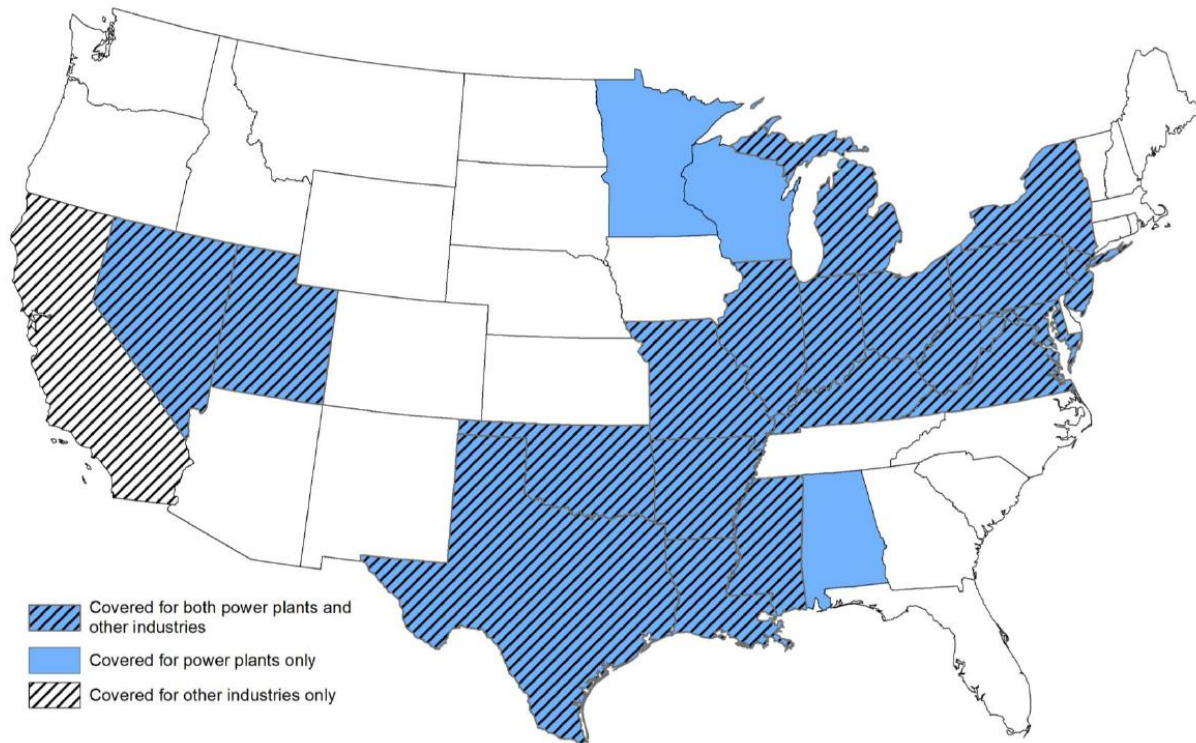 Covered for both power plants and
other industries
Covered for power plants only
Covered for other industries only